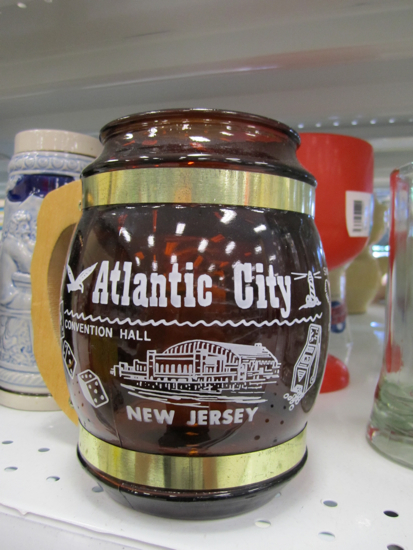 Atlantic City
CONVENTION HALL
NEW JERSEY